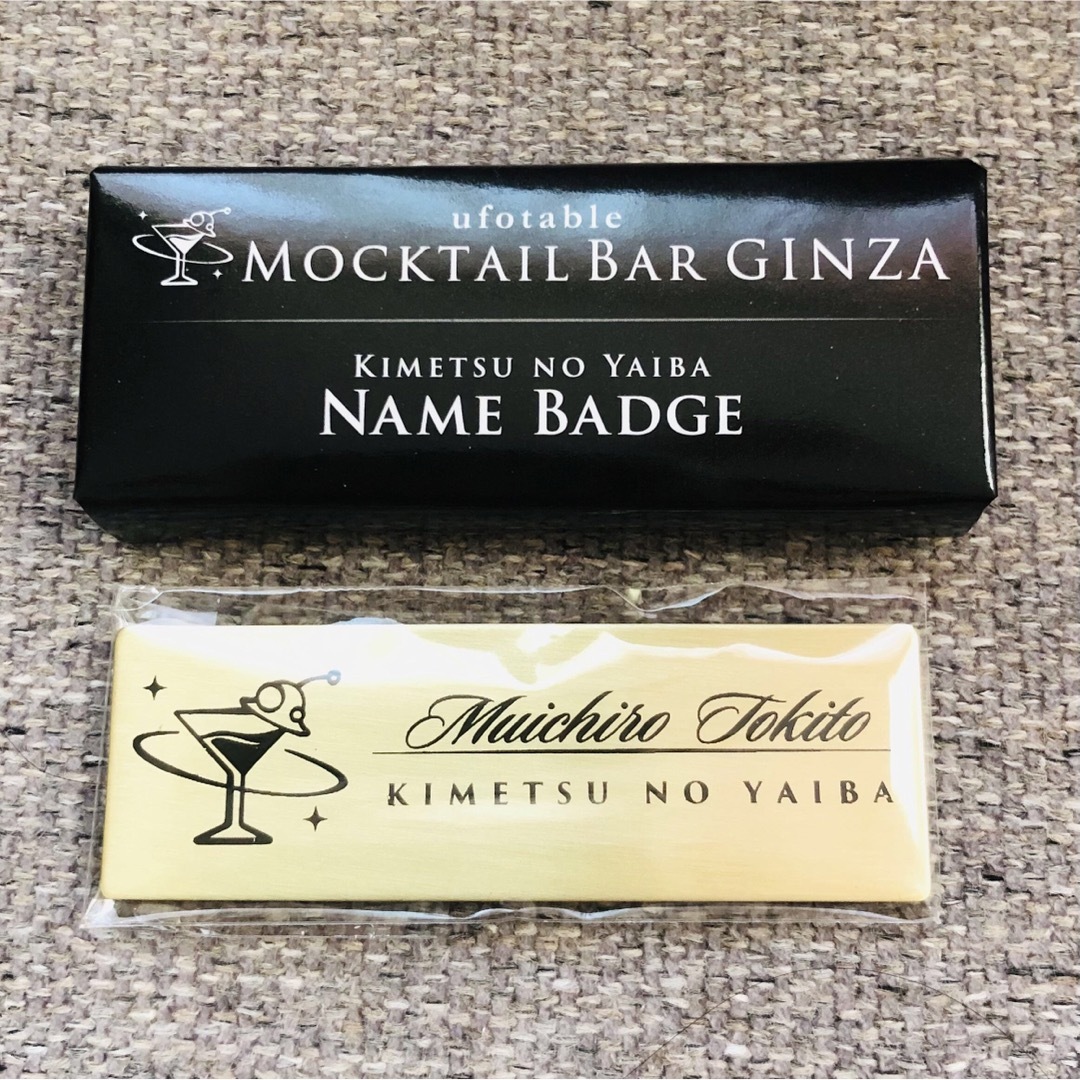 ufotable
MOCKTAIL BAR GINZA
KIMETSU NO YAIBA
NAME BADGE
Muichiro Tokito
KIMETSU NO YAIBA